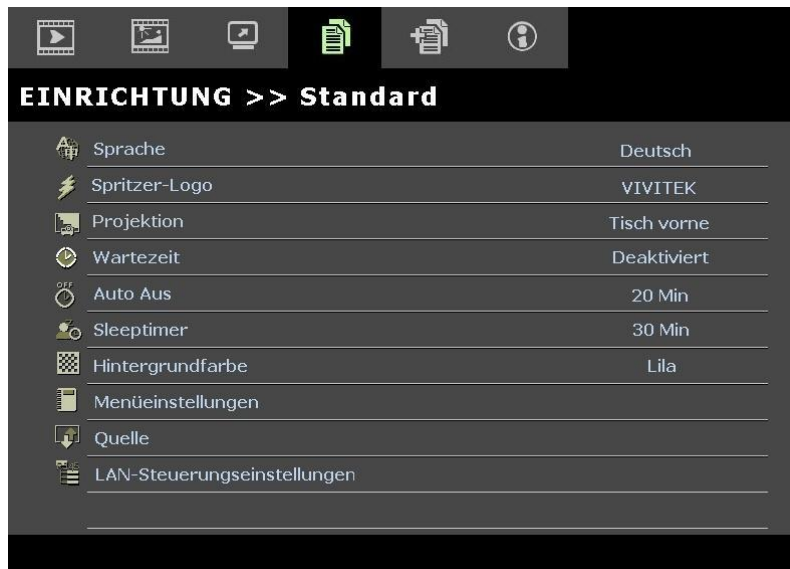 EINRICHTUNG >> Standard
Sprache Deutsch
Spritzer-Logo VIVITEK
Projektion Tisch vorne
Wartezeit Deaktiviert
OFF
Auto Aus 20 Min
Sleeptimer 30 Min
Hintergrundfarbe Lila
Menüeinstellungen
Quelle
LAN-Steuerungseinstellungen